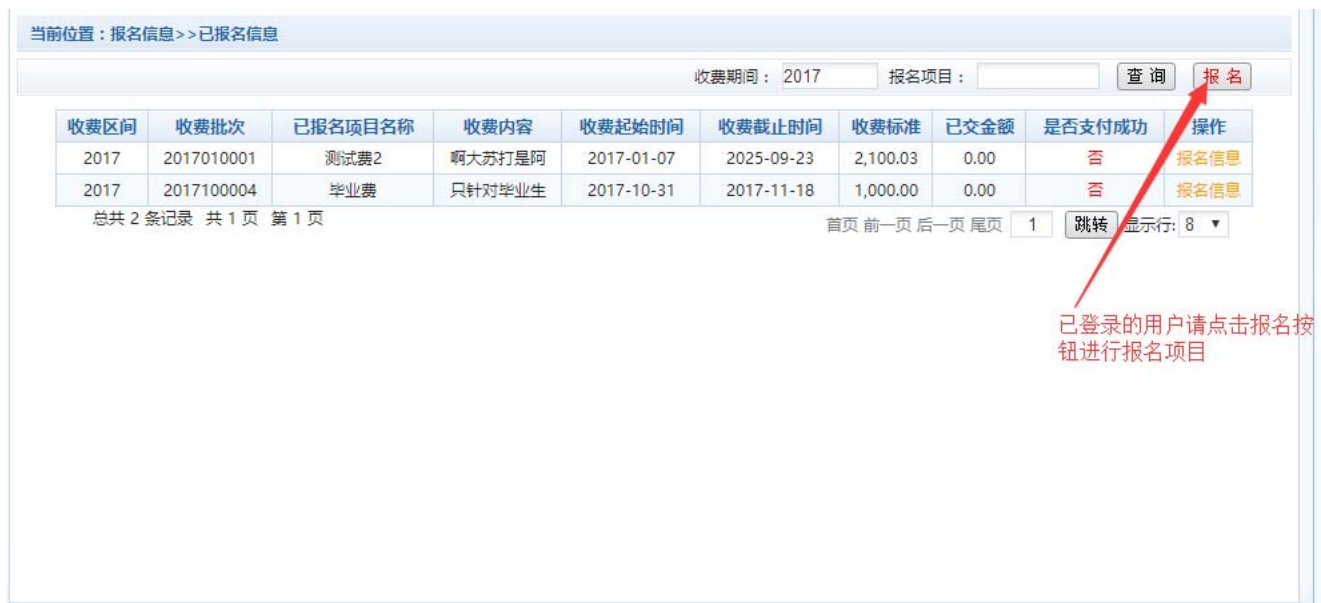 当前位置：报名信息>>已报名信息
收费期间： 2017 报名项目： 查 询 报 名
收费区间 收费批次 已报名项目名称 收费内容 收费起始时间 收费截止时间 收费标准 已交金额 是否支付成功 操作
2017 2017010001 测试费2 啊大苏打是阿 2017-01-07 2025-09-23 2,100.03 0.00 否 报名信息
2017 2017100004 毕业费 只针对毕业生 2017-10-31 2017-11-18 1,000.00 0.00 否 报名信息
总共 2 条记录 共 1 页 第 1 页 首页 前一页 后一页 尾页 1 跳转 显示行: 8
已登录的用户请点击报名按
钮进行报名项目